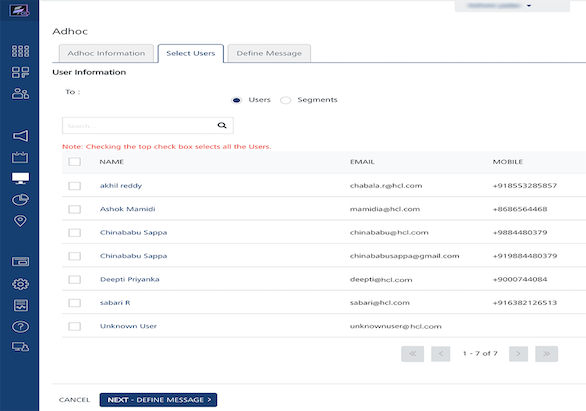 Adhoc
Adhoc Information Select Users Define Message
User Information
To :
Users Segments
Search
Note: Checking the top check box selects all the Users.
NAME EMAIL MOBILE
akhil reddy chabala.r@hcl.com +918553285857
Ashok Mamidi mamidia@hcl.com +8686564468
Chinababu Sappa chinababu@hcl.com +9884480379
Chinababu Sappa chinababusappa@gmail.com +919884480379
Deepti Priyanka deepti@hcl.com +9000744084
sabari R sabari@hcl.com +916382126513
Unknown User unknownuser@hcl.com
« < 1 - 7 of 7 > »
CANCEL NEXT - DEFINE MESSAGE >